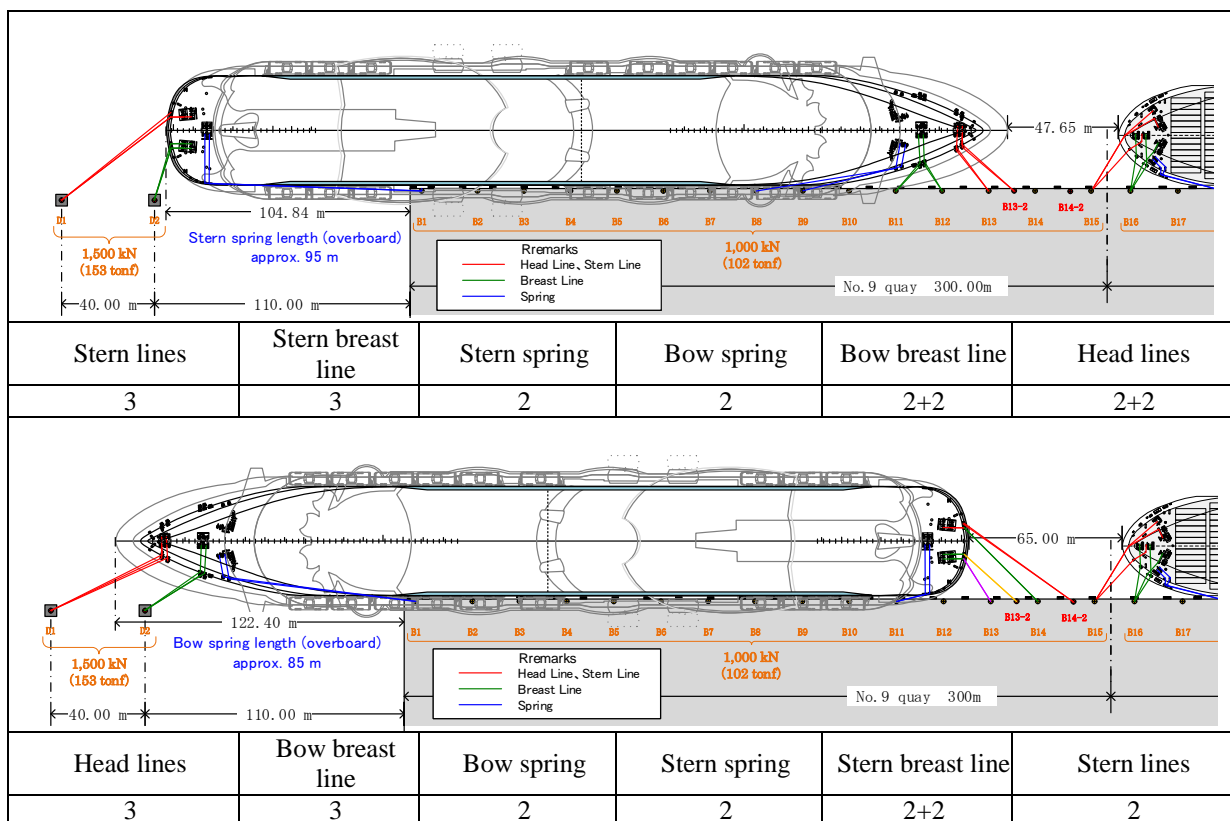 47.65 m
D1
D2
104.84 m
B1
B2
B3
B4
B5
B6
B7
B8
B9
B10
B11
B12
B13
B13-2
B14
B14-2
B15
B16
B17
1,500 kN
(153 tonf)
Stern spring length (overboard)
approx. 95 m
Rremarks
Head Line、Stern Line
Breast Line
Spring
1,000 kN
(102 tonf)
No.9 quay 300.00m
40.00 m
110.00 m
Stern lines
Stern breast
line
Stern spring
Bow spring
Bow breast line
Head lines
3
3
2
2
2+2
2+2
65.00 m
D1
D2
122.40 m
B1
B2
B3
B4
B5
B6
B7
B8
B9
B10
B11
B12
B13
B13-2
B14
B14-2
B15
B16
B17
1,500 kN
(153 tonf)
Bow spring length (overboard)
approx. 85 m
Rremarks
Head Line、Stern Line
Breast Line
Spring
1,000 kN
(102 tonf)
No.9 quay 300m
40.00 m
110.00 m
Head lines
Bow breast
line
Bow spring
Stern spring
Stern breast line
Stern lines
3
3
2
2
2+2
2